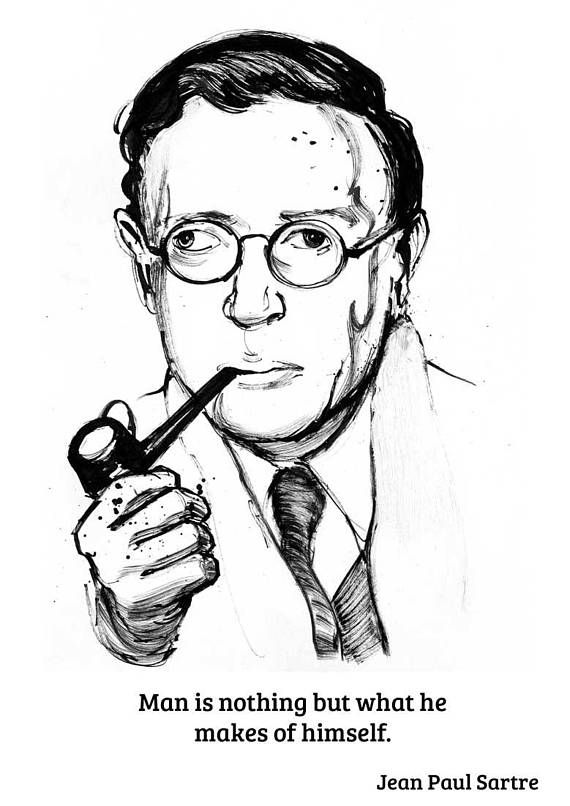 Man is nothing but what he
makes of himself.
Jean Paul Sartre